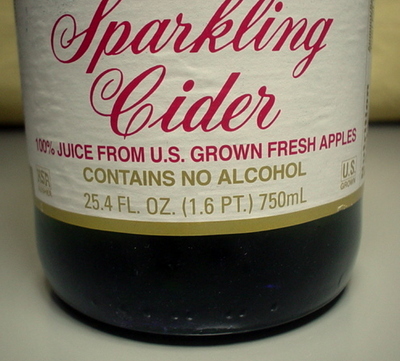 Sparkling
Cider
100% JUICE FROM U.S. GROWN FRESH APPLES
CONTAINS NO ALCOHOL
25.4 FL. OZ. (1.6 PT.) 750mL
U.S.
GROWN